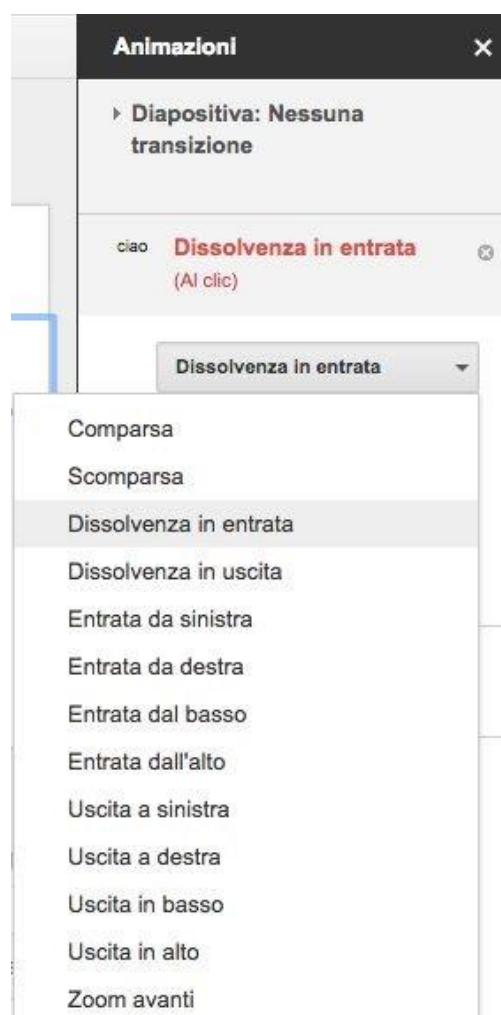 Animazioni ×
Diapositiva: Nessuna
transizione
ciao Dissolvenza in entrata
(Al clic)
Dissolvenza in entrata
Comparsa
Scomparsa
Dissolvenza in entrata
Dissolvenza in uscita
Entrata da sinistra
Entrata da destra
Entrata dal basso
Entrata dall'alto
Uscita a sinistra
Uscita a destra
Uscita in basso
Uscita in alto
Zoom avanti